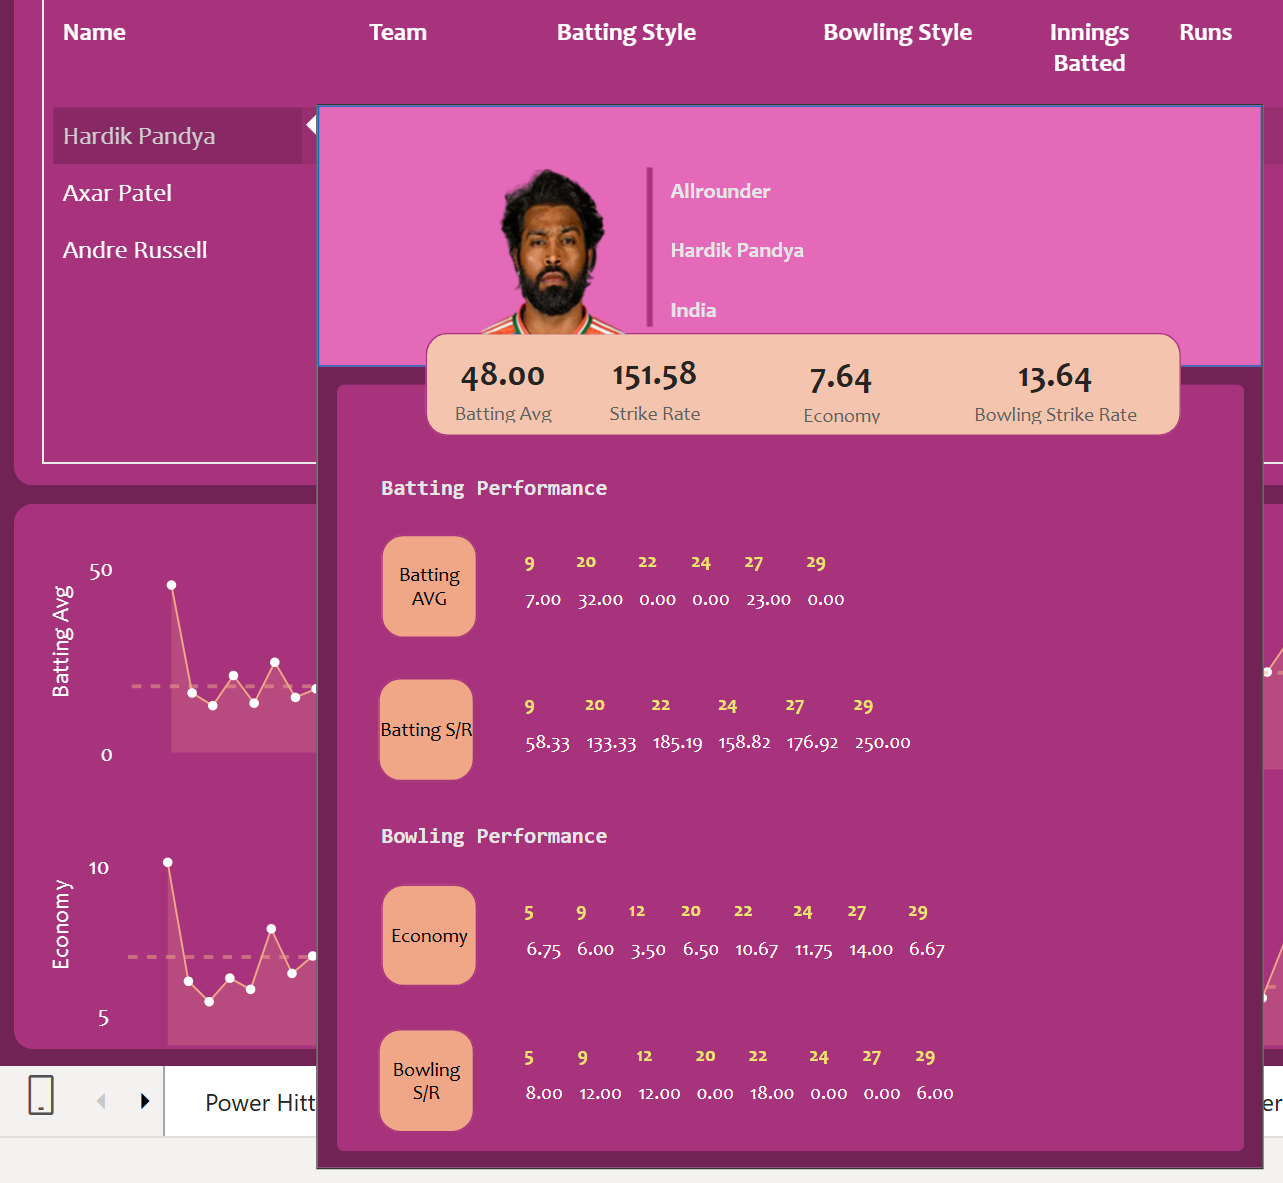 Name Team Batting Style Bowling Style Innings Batted Runs
Hardik Pandya
Axar Patel
Andre Russell
Allrounder
Hardik Pandya
India
48.00 151.58 7.64 13.64
Batting Avg Strike Rate Economy Bowling Strike Rate
Batting Performance
Batting AVG
9 20 22 24 27 29
7.00 32.00 0.00 0.00 23.00 0.00
Batting S/R
9 20 22 24 27 29
58.33 133.33 185.19 158.82 176.92 250.00
Bowling Performance
Economy
5 9 12 20 22 24 27 29
6.75 6.00 3.50 6.50 10.67 11.75 14.00 6.67
Bowling S/R
5 9 12 20 22 24 27 29
8.00 12.00 12.00 0.00 18.00 0.00 0.00 6.00
Batting Avg
50
0
Economy
10
5
Power Hitt
er